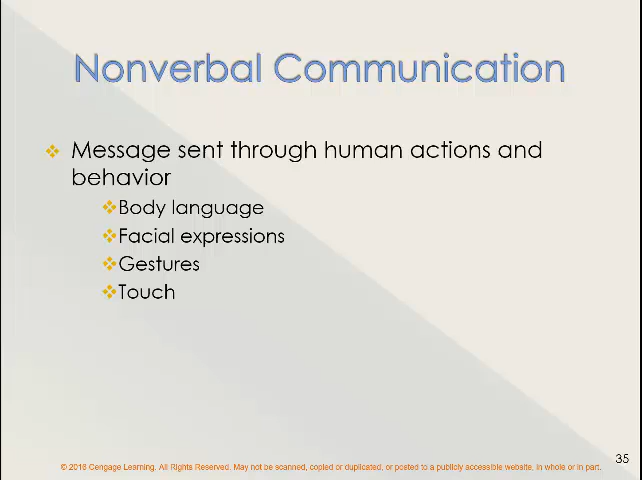 Nonverbal Communication
Message sent through human actions and
behavior
Body language
Facial expressions
Gestures
Touch
35
© 2016 Cengage Learning. All Rights Reserved. May not be scanned, copied or duplicated, or posted to a publicly accessible website, in whole or in part.